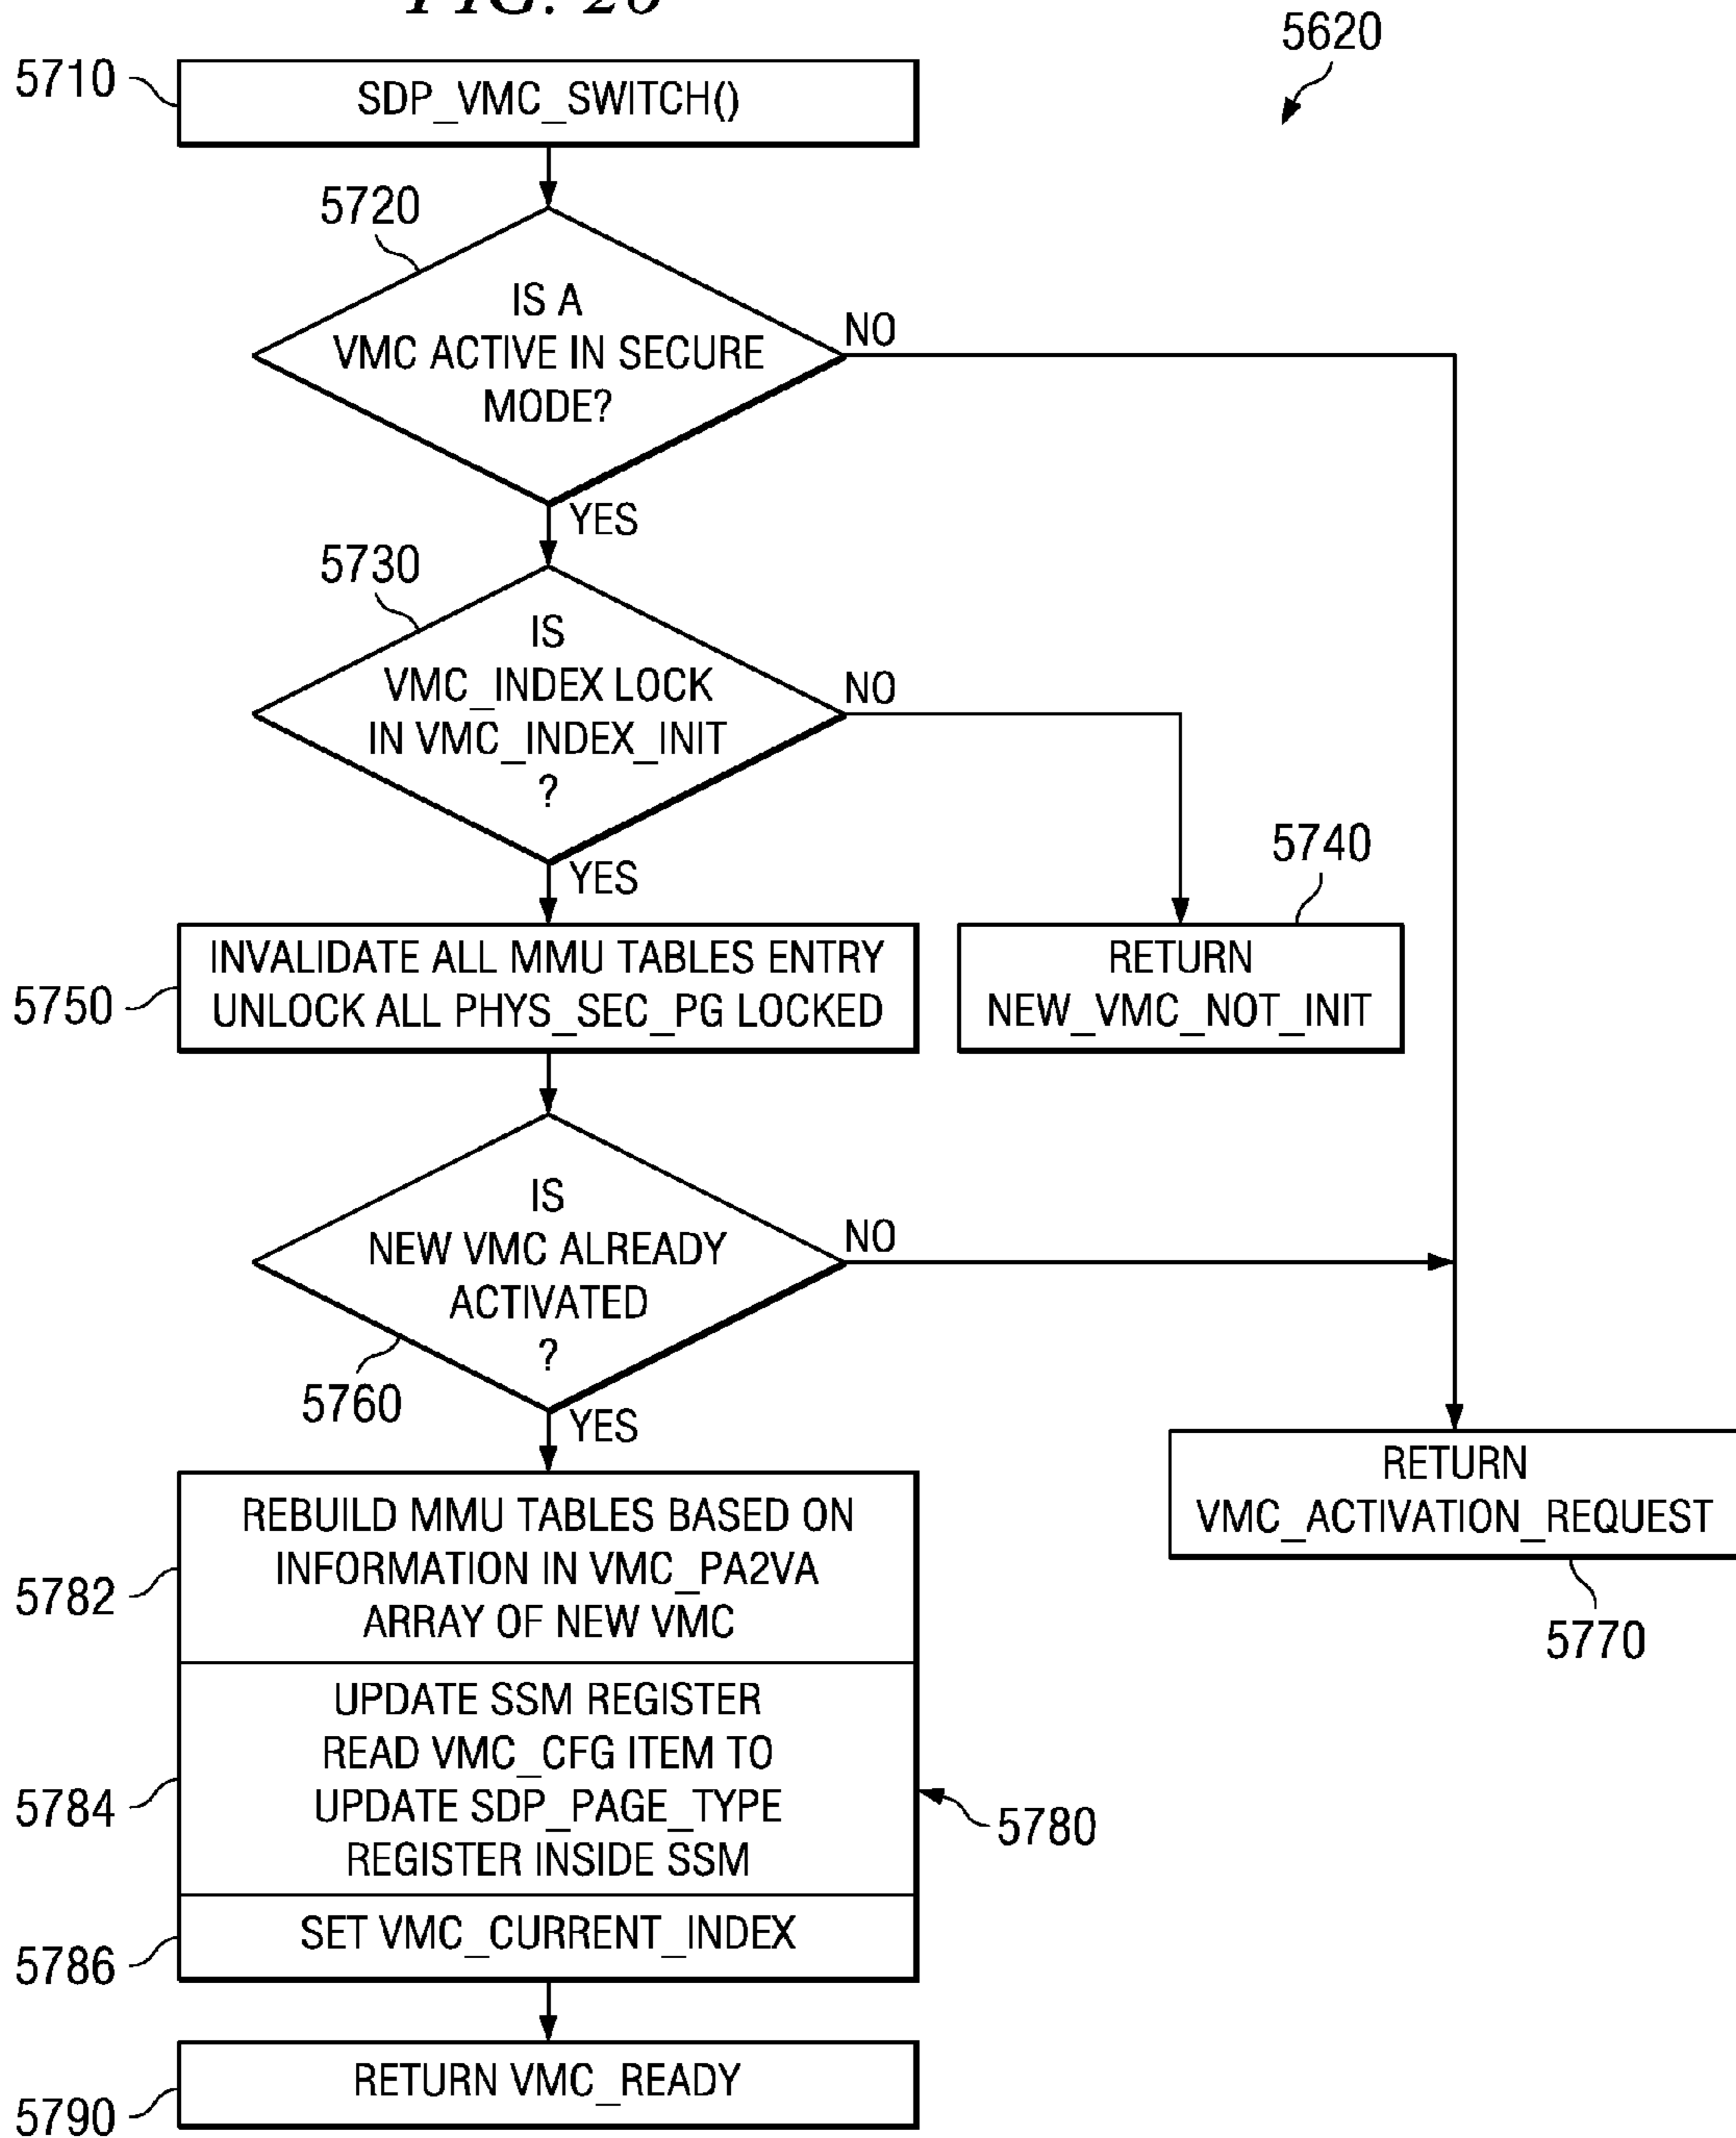 5620
5710
SDP_VMC_SWITCH()
5720
IS A
VMC ACTIVE IN SECURE
MODE?
NO
YES
5730
IS
VMC_INDEX LOCK
IN VMC_INDEX_INIT
?
NO
YES
5740
RETURN
NEW_VMC_NOT_INIT
5750
INVALIDATE ALL MMU TABLES ENTRY
UNLOCK ALL PHYS_SEC_PG LOCKED
IS
NEW VMC ALREADY
ACTIVATED
?
NO
5760
YES
RETURN
VMC_ACTIVATION_REQUEST
5770
5782
REBUILD MMU TABLES BASED ON
INFORMATION IN VMC_PA2VA
ARRAY OF NEW VMC
5784
UPDATE SSM REGISTER
READ VMC_CFG ITEM TO
UPDATE SDP_PAGE_TYPE
REGISTER INSIDE SSM
5780
5786
SET VMC_CURRENT_INDEX
5790
RETURN VMC_READY